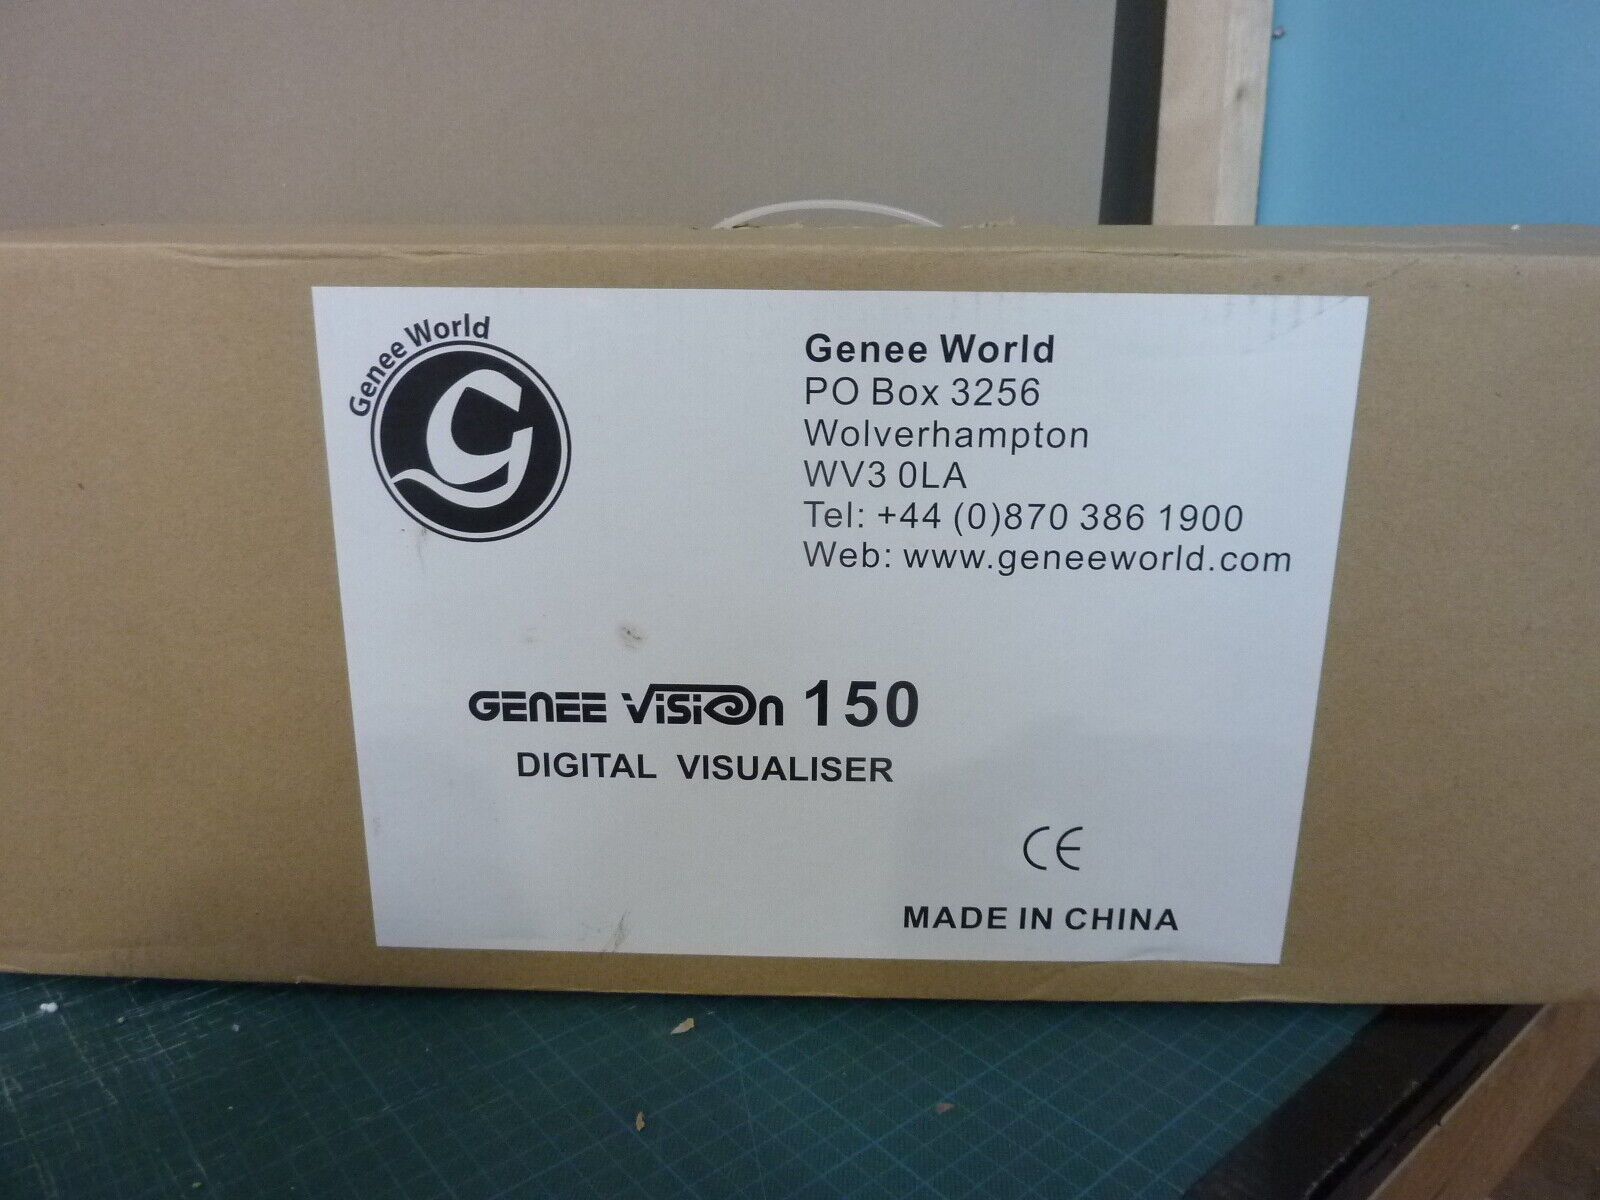 Genee World
Genee World
PO Box 3256
Wolverhampton
WV3 0LA
Tel: +44 (0)870 386 1900
Web: www.geneeworld.com
GENEE ViSiOn 150
DIGITAL VISUALISER
CE
MADE IN CHINA